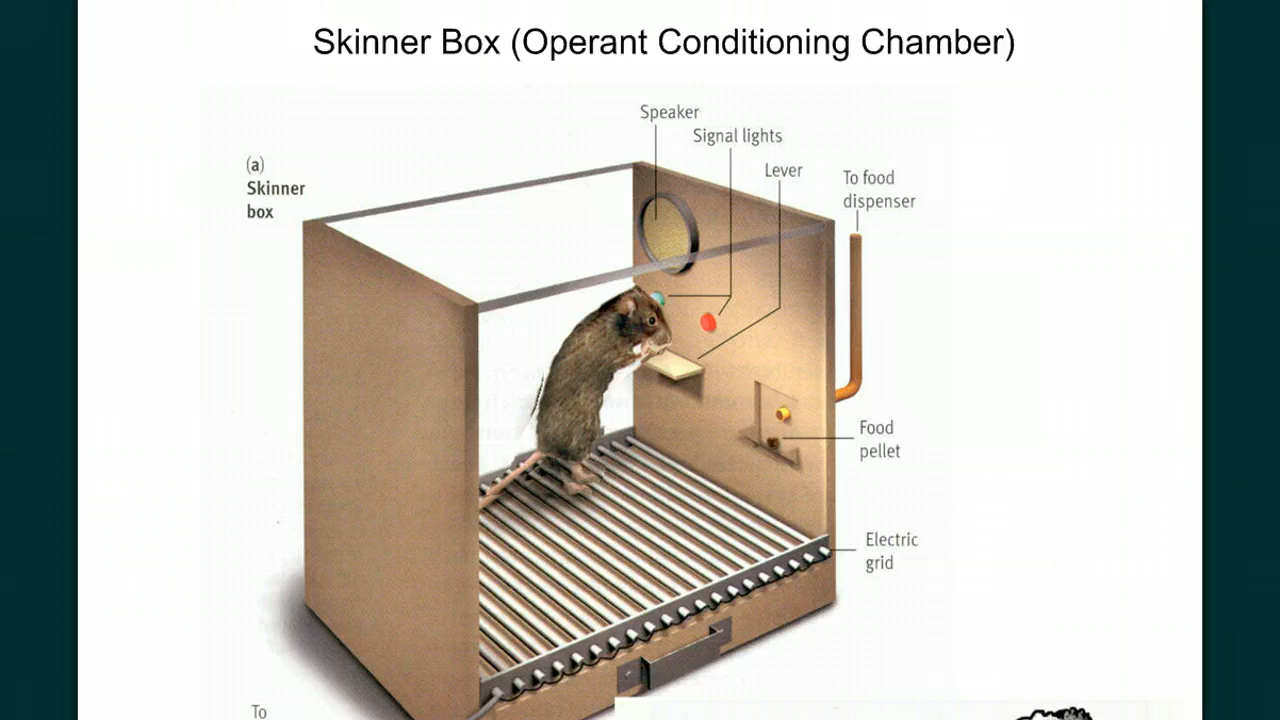 Skinner Box (Operant Conditioning Chamber)
Speaker
Signal lights
Lever
To food
dispenser
(a)
Skinner
box
Food
pellet
Electric
grid
To